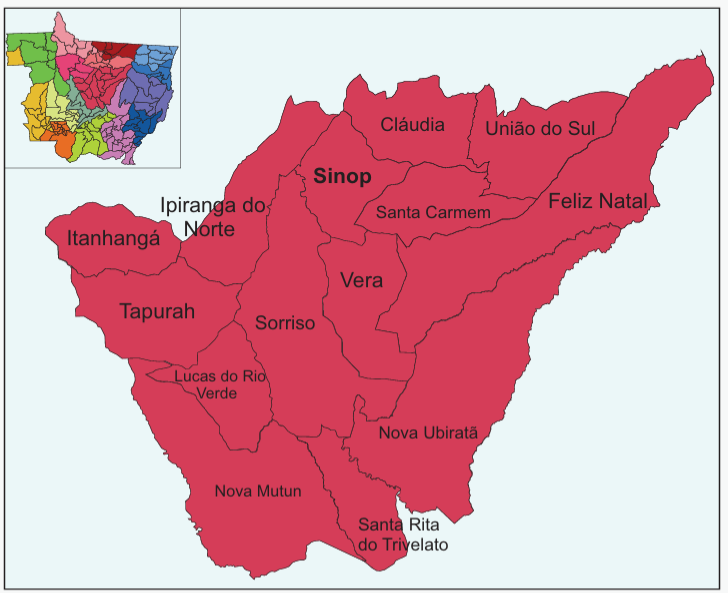 Cláudia
União do Sul
Sinop
Ipiranga do
Norte
Santa Carmem
Feliz Natal
Itanhangá
Vera
Tapurah
Sorriso
Lucas do Rio
Verde
Nova Ubiratã
Nova Mutun
Santa Rita
do Trivelato